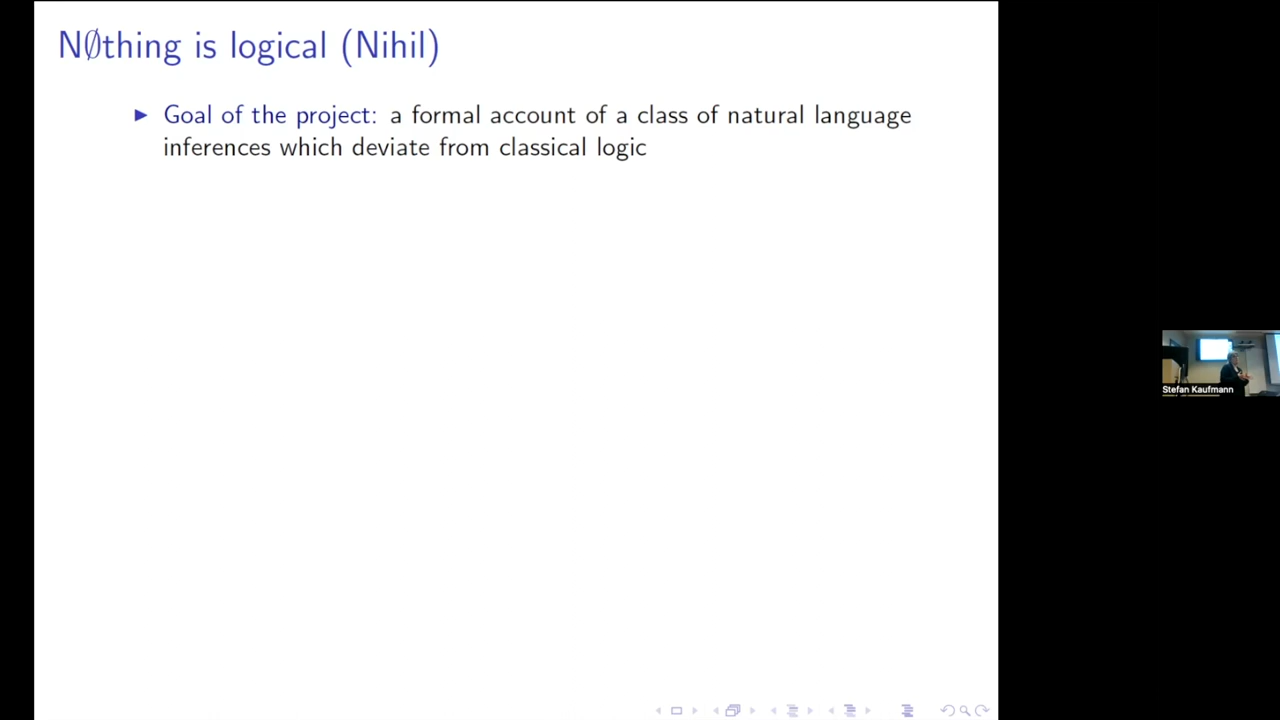 NØthing is logical (Nihil)
▶ Goal of the project: a formal account of a class of natural language
inferences which deviate from classical logic
Stefan Kaufmann